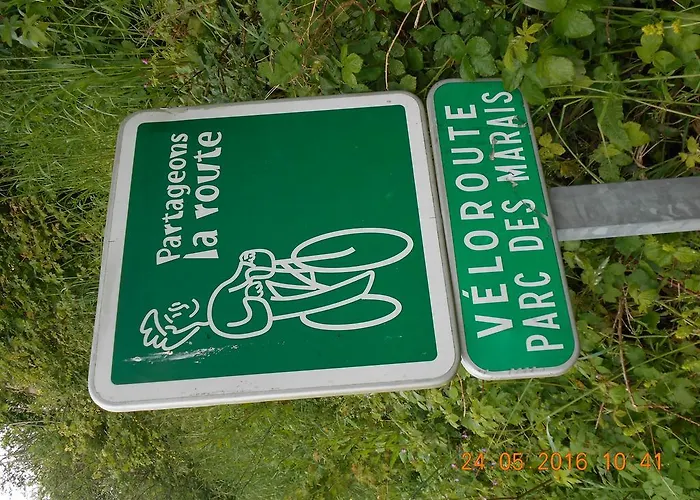 Partageons
la route
VÉLOROUTE
PARC DES MARAIS
24 05 2016 10 41